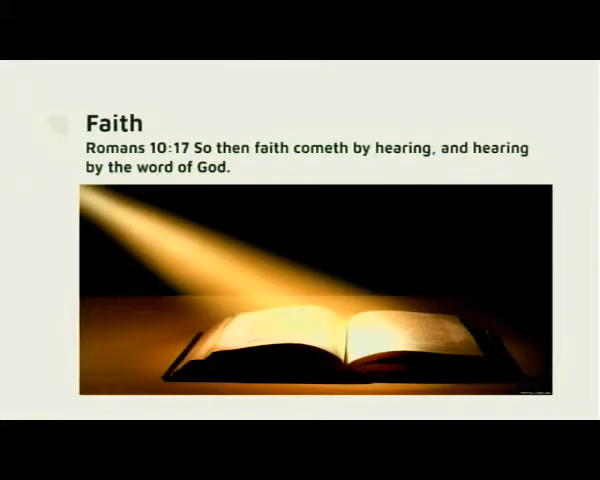 Faith
Romans 10:17 So then faith cometh by hearing, and hearing
by the word of God.